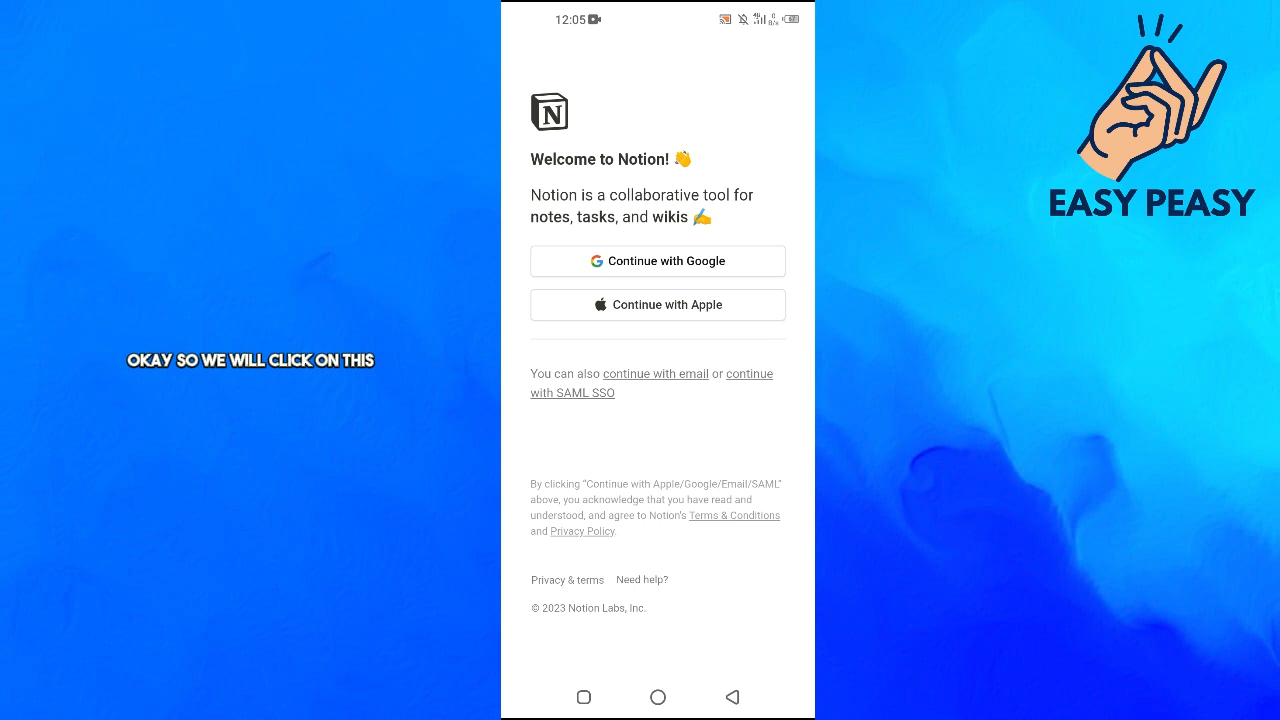 12:05
N
Welcome to Notion! 👋
Notion is a collaborative tool for
notes, tasks, and wikis ✍️
Continue with Google
Continue with Apple
You can also continue with email or continue
with SAML SSO
By clicking “Continue with Apple/Google/Email/SAML”
above, you acknowledge that you have read and
understood, and agree to Notion’s Terms & Conditions
and Privacy Policy.
Privacy & terms Need help?
© 2023 Notion Labs, Inc.
OKAY SO WE WILL CLICK ON THIS
EASY PEASY